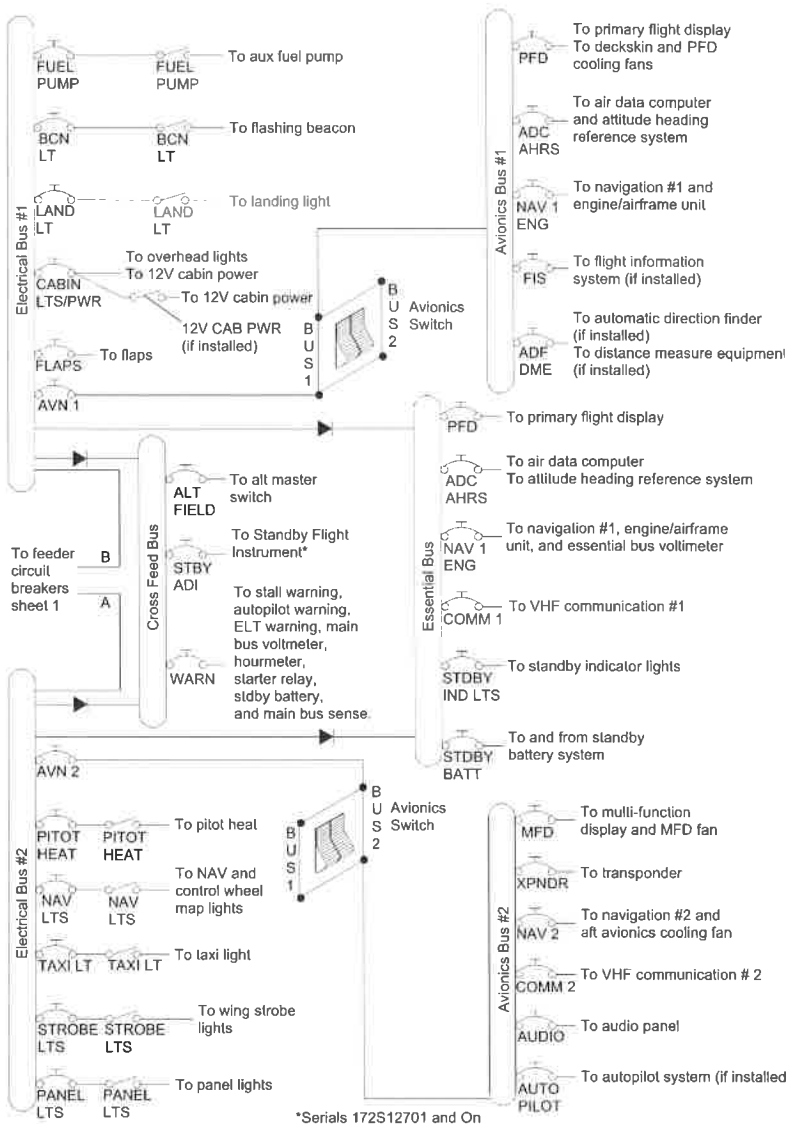 Electrical Bus #1
FUEL
PUMP
FUEL
PUMP
To aux fuel pump
BCN
LT
BCN
LT
To flashing beacon
LAND
LT
LAND
LT
To landing light
CABIN
LTS/PWR
To overhead lights
To 12V cabin power
To 12V cabin power
12V CAB PWR
(if installed)
FLAPS
To flaps
AVN 1
BUS 1
BUS 2
Avionics
Switch
Avionics Bus #1
PFD
To primary flight display
To deckskin and PFD
cooling fans
ADC
AHRS
To air data computer
and attitude heading
reference system
NAV 1
ENG
To navigation #1 and
engine/airframe unit
FIS
To flight information
system (if installed)
ADF
DME
To automatic direction finder
(if installed)
To distance measure equipment
(if installed)
To feeder
circuit
breakers
sheet 1
B
A
Cross Feed Bus
ALT
FIELD
To alt master
switch
STBY
ADI
To Standby Flight
Instrument*
WARN
To stall warning,
autopilot warning,
ELT warning, main
bus voltmeter,
hourmeter,
starter relay,
stdby battery,
and main bus sense.
Essential Bus
PFD
To primary flight display
ADC
AHRS
To air data computer
To attitude heading reference system
NAV 1
ENG
To navigation #1, engine/airframe
unit, and essential bus voltimeter
COMM 1
To VHF communication #1
STDBY
IND LTS
To standby indicator lights
STDBY
BATT
To and from standby
battery system
Electrical Bus #2
AVN 2
PITOT
HEAT
PITOT
HEAT
To pitot heat
NAV
LTS
NAV
LTS
To NAV and
control wheel
map lights
TAXI LT
TAXI LT
To taxi light
STROBE
LTS
STROBE
LTS
To wing strobe
lights
PANEL
LTS
PANEL
LTS
To panel lights
BUS 1
BUS 2
Avionics
Switch
Avionics Bus #2
MFD
To multi-function
display and MFD fan
XPNDR
To transponder
NAV 2
To navigation #2 and
aft avionics cooling fan
COMM 2
To VHF communication # 2
AUDIO
To audio panel
AUTO
PILOT
To autopilot system (if installed
*Serials 172S12701 and On